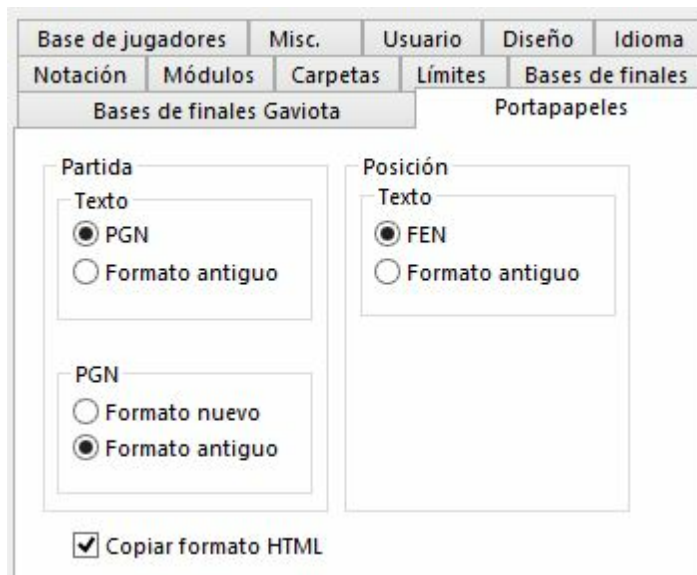 Base de jugadores Misc. Usuario Diseño Idioma
Notación Módulos Carpetas Límites Bases de finales
Bases de finales Gaviota Portapapeles
Partida
Texto
PGN
Formato antiguo
PGN
Formato nuevo
Formato antiguo
Posición
Texto
FEN
Formato antiguo
Copiar formato HTML